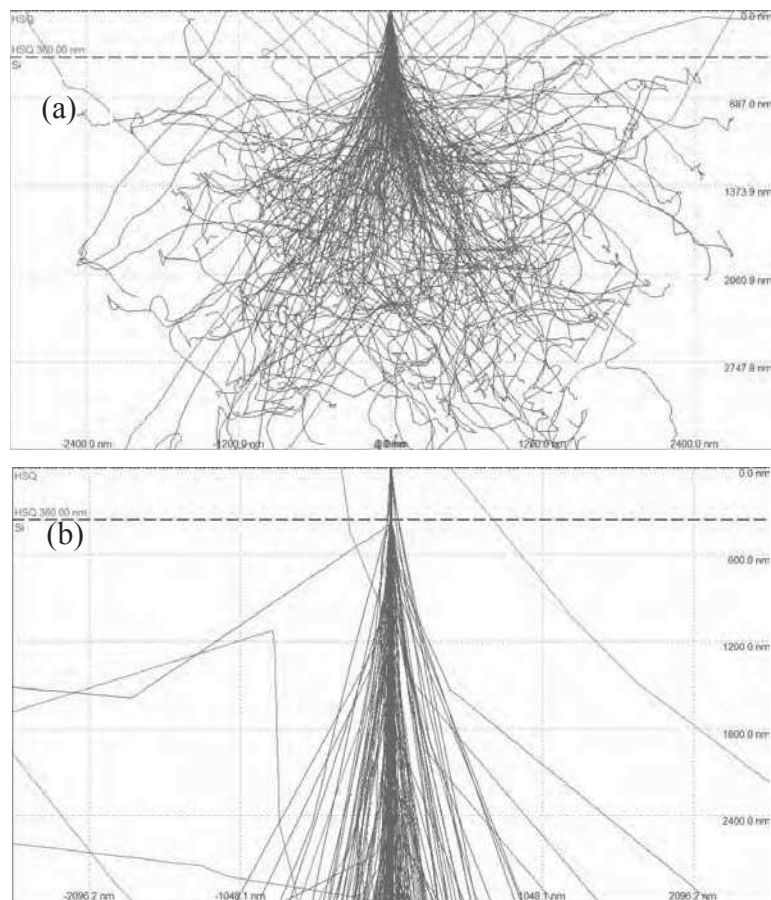 HSQ
0.0 nm
HSQ 360.00 nm
Si
(a)
687.0 nm
1373.9 nm
2060.9 nm
2747.8 nm
-2400.0 nm
-1200.0 nm
1200.0 nm
2400.0 nm
HSQ
0.0 nm
HSQ 360.00 nm
Si
(b)
600.0 nm
1200.0 nm
1800.0 nm
2400.0 nm
-2096.2 nm
-1048.1 nm
1048.1 nm
2096.2 nm